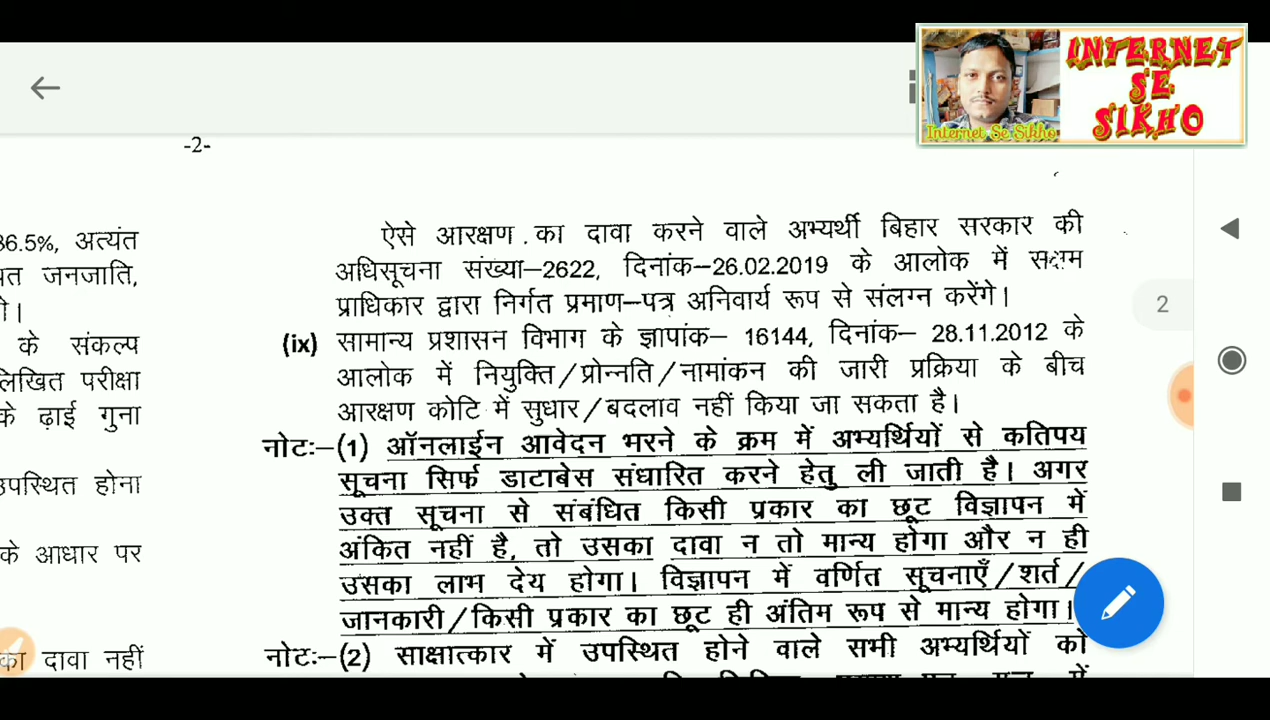 INTERNET
SE
SIKHO
Internet Se Sikho
-2-
36.5%, अत्यंत
जनजाति,
के संकल्प
लिखित परीक्षा
के ढ़ाई गुना
उपस्थित होना
के आधार पर
का दावा नहीं
ऐसे आरक्षण का दावा करने वाले अभ्यर्थी बिहार सरकार की
अधिसूचना संख्या–2622, दिनांक–26.02.2019 के आलोक में सक्षम
प्राधिकार द्वारा निर्गत प्रमाण–पत्र अनिवार्य रूप से संलग्न करेंगे।
(ix) सामान्य प्रशासन विभाग के ज्ञापांक– 16144, दिनांक– 28.11.2012 के
आलोक में नियुक्ति/प्रोन्नति/नामांकन की जारी प्रक्रिया के बीच
आरक्षण कोटि में सुधार/बदलाव नहीं किया जा सकता है।
नोटः–(1) ऑनलाईन आवेदन भरने के क्रम में अभ्यर्थियों से कतिपय
सूचना सिर्फ डाटाबेस संधारित करने हेतु ली जाती है। अगर
उक्त सूचना से संबंधित किसी प्रकार का छूट विज्ञापन में
अंकित नहीं है, तो उसका दावा न तो मान्य होगा और न ही
उसका लाभ देय होगा। विज्ञापन में वर्णित सूचनाएँ/शर्त/
जानकारी/किसी प्रकार का छूट ही अंतिम रूप से मान्य होगा।
नोटः–(2) साक्षात्कार में उपस्थित होने वाले सभी अभ्यर्थियों को
2